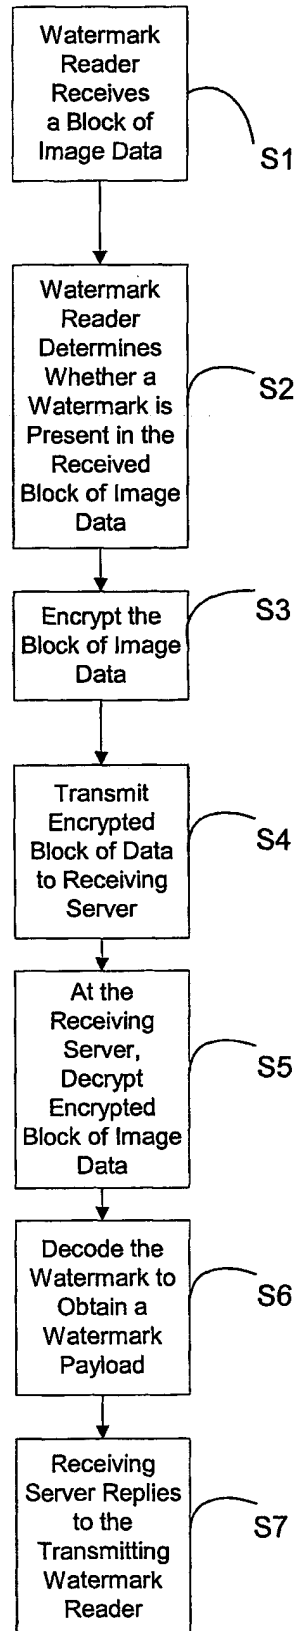 Watermark
Reader
Receives
a Block of
Image Data
S1
Watermark
Reader
Determines
Whether a
Watermark is
Present in the
Received
Block of Image
Data
S2
Encrypt the
Block of Image
Data
S3
Transmit
Encrypted
Block of Data
to Receiving
Server
S4
At the
Receiving
Server,
Decrypt
Encrypted
Block of Image
Data
S5
Decode the
Watermark to
Obtain a
Watermark
Payload
S6
Receiving
Server Replies
to the
Transmitting
Watermark
Reader
S7